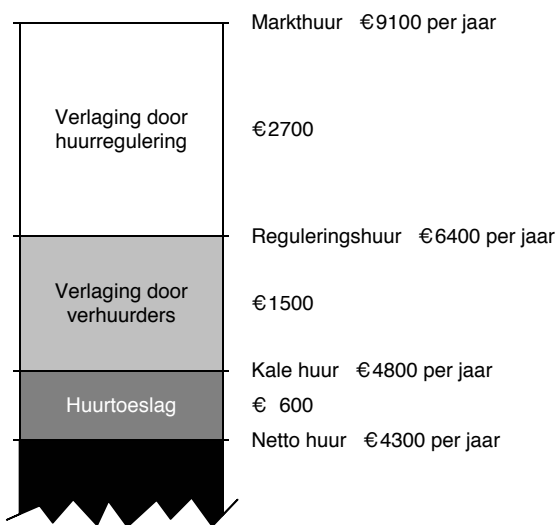 Markthuur €9100 per jaar
Verlaging door
huurregulering
€2700
Reguleringshuur €6400 per jaar
Verlaging door
verhuurders
€1500
Kale huur €4800 per jaar
Huurtoeslag
€ 600
Netto huur €4300 per jaar